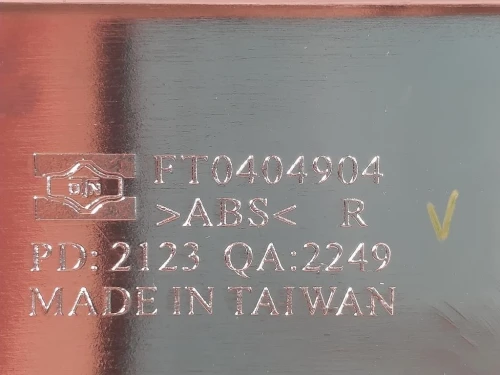 FT0404904
>ABS< R
PD: 2123 QA:2249
MADE IN TAIWAN